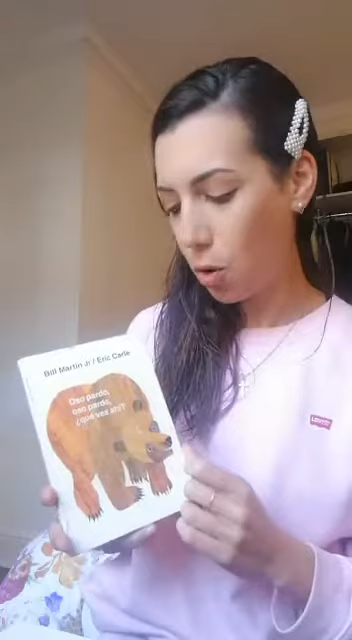 Bill Martin Jr / Eric Carle
Oso pardo,
oso pardo,
¿qué ves ahí?
Levi's